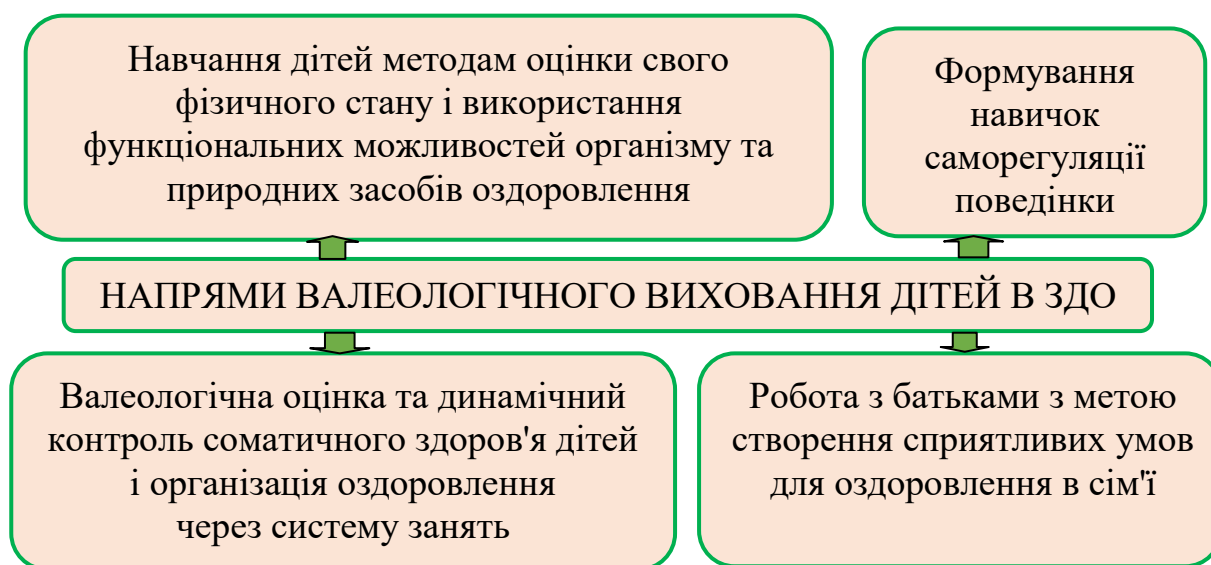 Навчання дітей методам оцінки свого
фізичного стану і використання
функціональних можливостей організму та
природних засобів оздоровлення
Формування
навичок
саморегуляції
поведінки
НАПРЯМИ ВАЛЕОЛОГІЧНОГО ВИХОВАННЯ ДІТЕЙ В ЗДО
Валеологічна оцінка та динамічний
контроль соматичного здоров'я дітей
і організація оздоровлення
через систему занять
Робота з батьками з метою
створення сприятливих умов
для оздоровлення в сім'ї